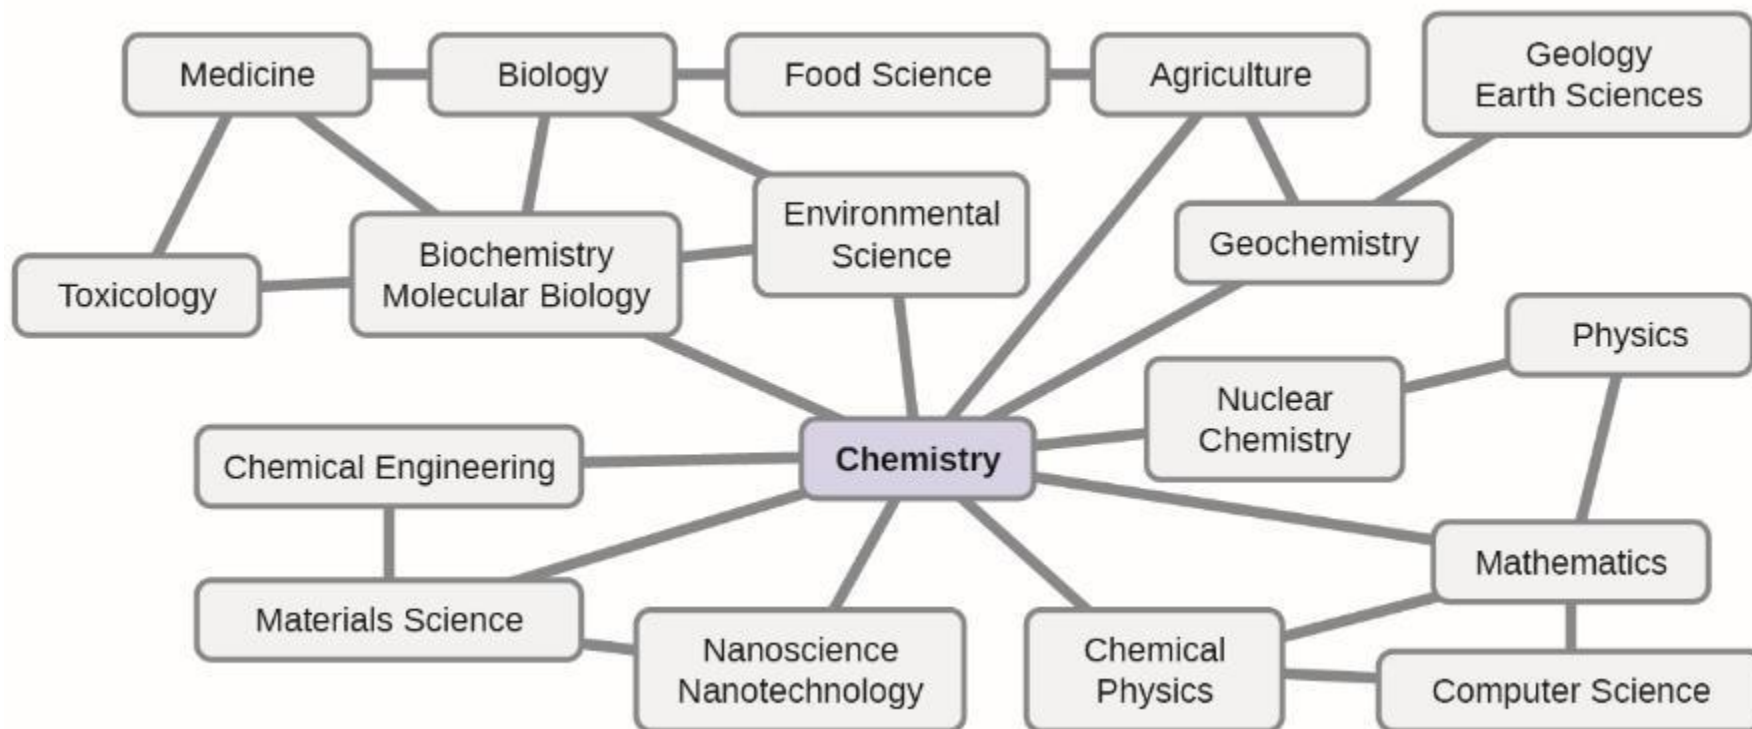 Medicine
Biology
Food Science
Agriculture
Geology
Earth Sciences
Environmental
Science
Geochemistry
Biochemistry
Molecular Biology
Toxicology
Physics
Nuclear
Chemistry
Chemical Engineering
Chemistry
Mathematics
Materials Science
Nanoscience
Nanotechnology
Chemical
Physics
Computer Science